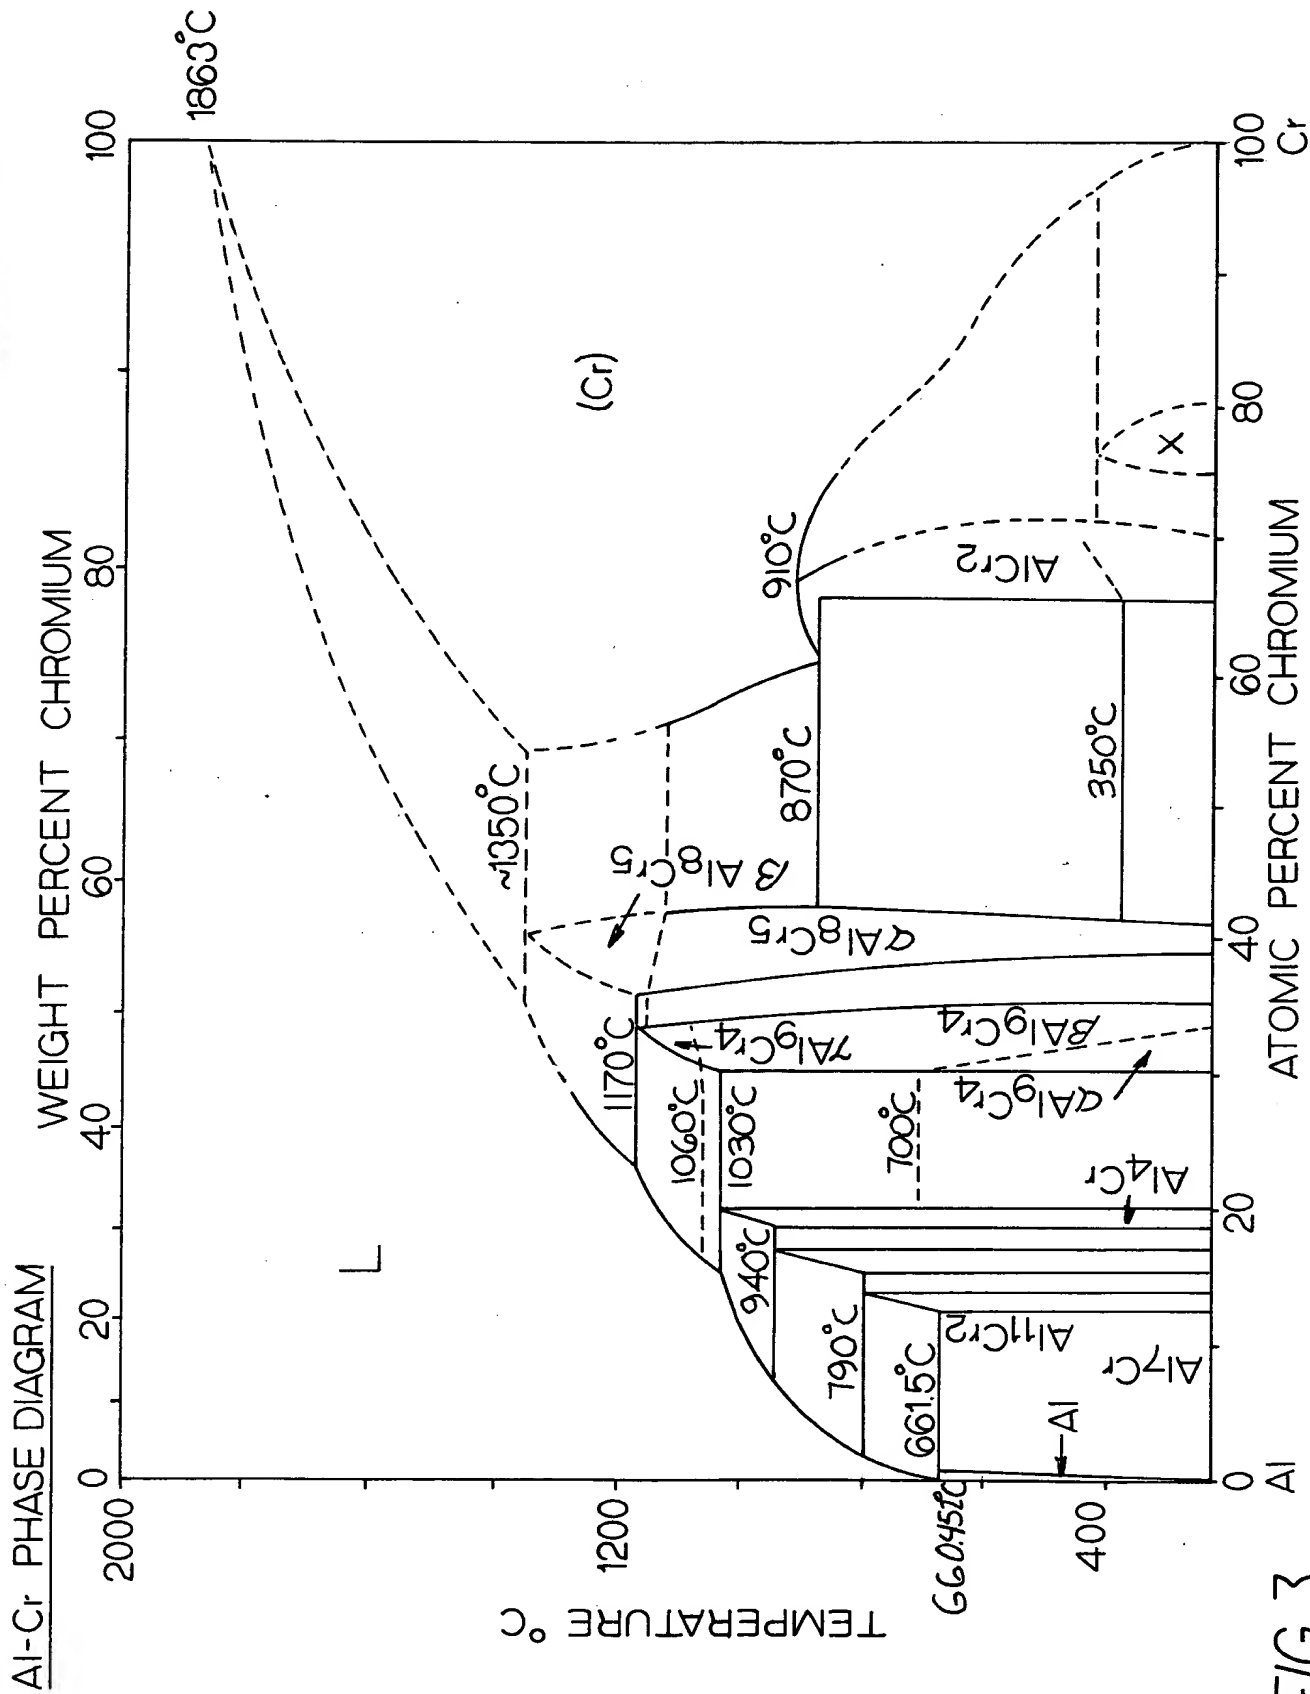 Al-Cr PHASE DIAGRAM
WEIGHT PERCENT CHROMIUM
0 20 40 60 80 100
1863°C
2000
1200
400
TEMPERATURE °C
L
(Cr)
~1350°C
βAl8Cr5
1170°C
1060°C
1030°C
940°C
790°C
661.5°C
660.452°C
γAl9Cr4
αAl8Cr5
910°C
870°C
700°C
βAl9Cr4
αAl9Cr4
350°C
AlCr2
X
Al4Cr
Al11Cr2
Al7Cr
Al
0 20 40 60 80 100
Al
ATOMIC PERCENT CHROMIUM
Cr
FIG. 3